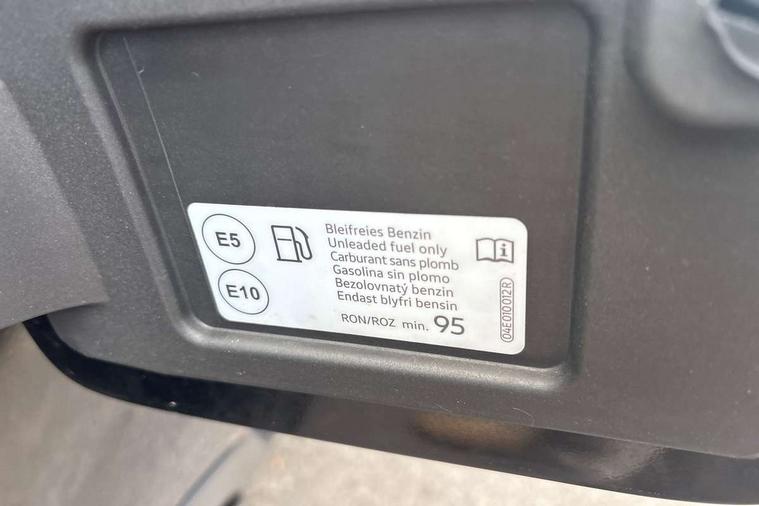 E5
E10
Bleifreies Benzin
Unleaded fuel only
Carburant sans plomb
Gasolina sin plomo
Bezolovnatý benzin
Endast blyfri bensin
RON/ROZ min. 95
i
04E010012R